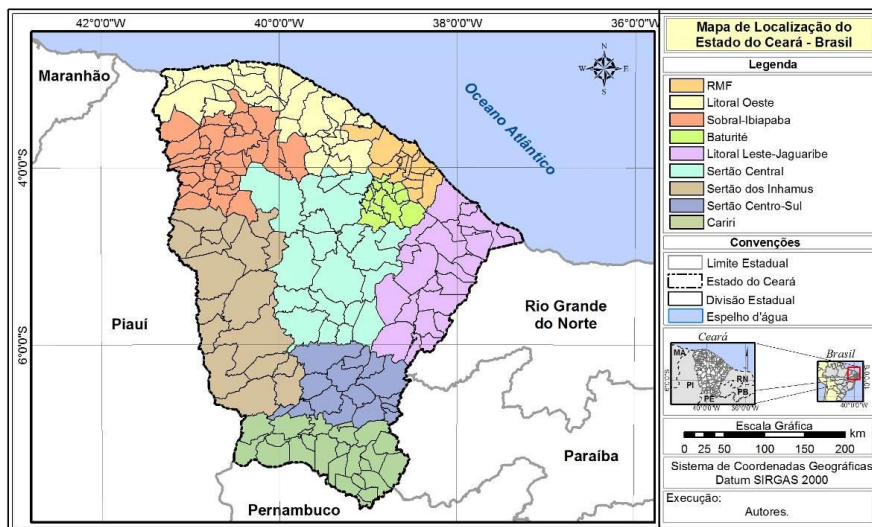 42°0'0"W
40°0'0"W
38°0'0"W
36°0'0"W
Maranhão
N
W
E
S
Oceano Atlântico
4°0'0"S
Piauí
Rio Grande
do Norte
6°0'0"S
Paraíba
Pernambuco
Mapa de Localização do
Estado do Ceará - Brasil
Legenda
RMF
Litoral Oeste
Sobral-Ibiapaba
Baturité
Litoral Leste-Jaguaribe
Sertão Central
Sertão dos Inhamus
Sertão Centro-Sul
Cariri
Convenções
Limite Estadual
Estado do Ceará
Divisão Estadual
Espelho d'água
Ceará
MA
PI
RN
PB
PE
Brasil
Escala Gráfica
km
0 25 50 100 150 200
Sistema de Coordenadas Geográficas
Datum SIRGAS 2000
Execução:
Autores.